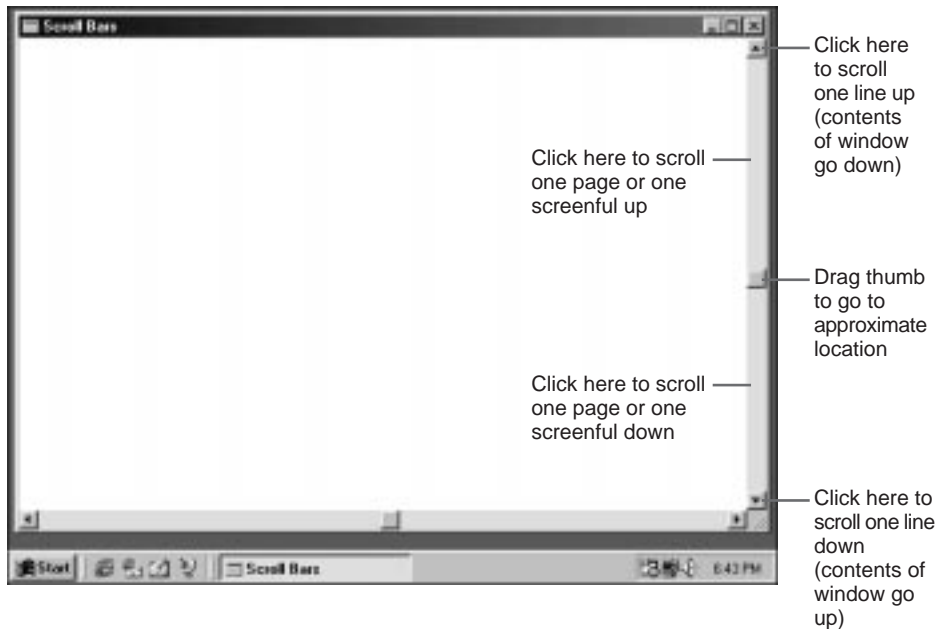 Scroll Bars
Click here
to scroll
one line up
(contents
of window
go down)
Click here to scroll
one page or one
screenful up
Drag thumb
to go to
approximate
location
Click here to scroll
one page or one
screenful down
Click here to
scroll one line
down
(contents of
window go
up)
Start
Scroll Bars
6:43 PM